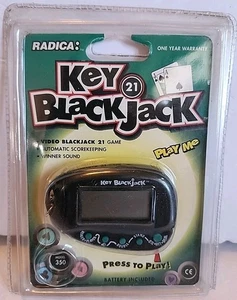 RADICA:
ONE YEAR WARRANTY
KEY
21
BLACKJACK
• VIDEO BLACKJACK 21 GAME
• AUTOMATIC SCOREKEEPING
• WINNER SOUND
PLAY ME
KEY BLACKJACK
PRESS TO PLAY!
MODEL
350
BATTERY INCLUDED
CE